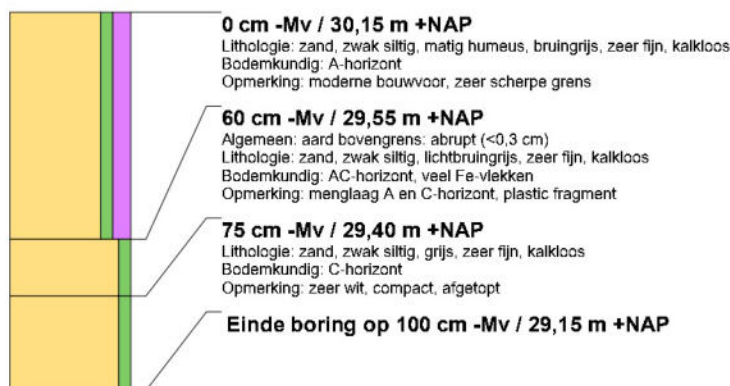 0 cm -Mv / 30,15 m +NAP
Lithologie: zand, zwak siltig, matig humeus, bruingrijs, zeer fijn, kalkloos
Bodemkundig: A-horizont
Opmerking: moderne bouwvoor, zeer scherpe grens
60 cm -Mv / 29,55 m +NAP
Algemeen: aard bovengrens: abrupt (<0,3 cm)
Lithologie: zand, zwak siltig, lichtbruingrijs, zeer fijn, kalkloos
Bodemkundig: AC-horizont, veel Fe-vlekken
Opmerking: menglaag A en C-horizont, plastic fragment
75 cm -Mv / 29,40 m +NAP
Lithologie: zand, zwak siltig, grijs, zeer fijn, kalkloos
Bodemkundig: C-horizont
Opmerking: zeer wit, compact, afgetopt
Einde boring op 100 cm -Mv / 29,15 m +NAP